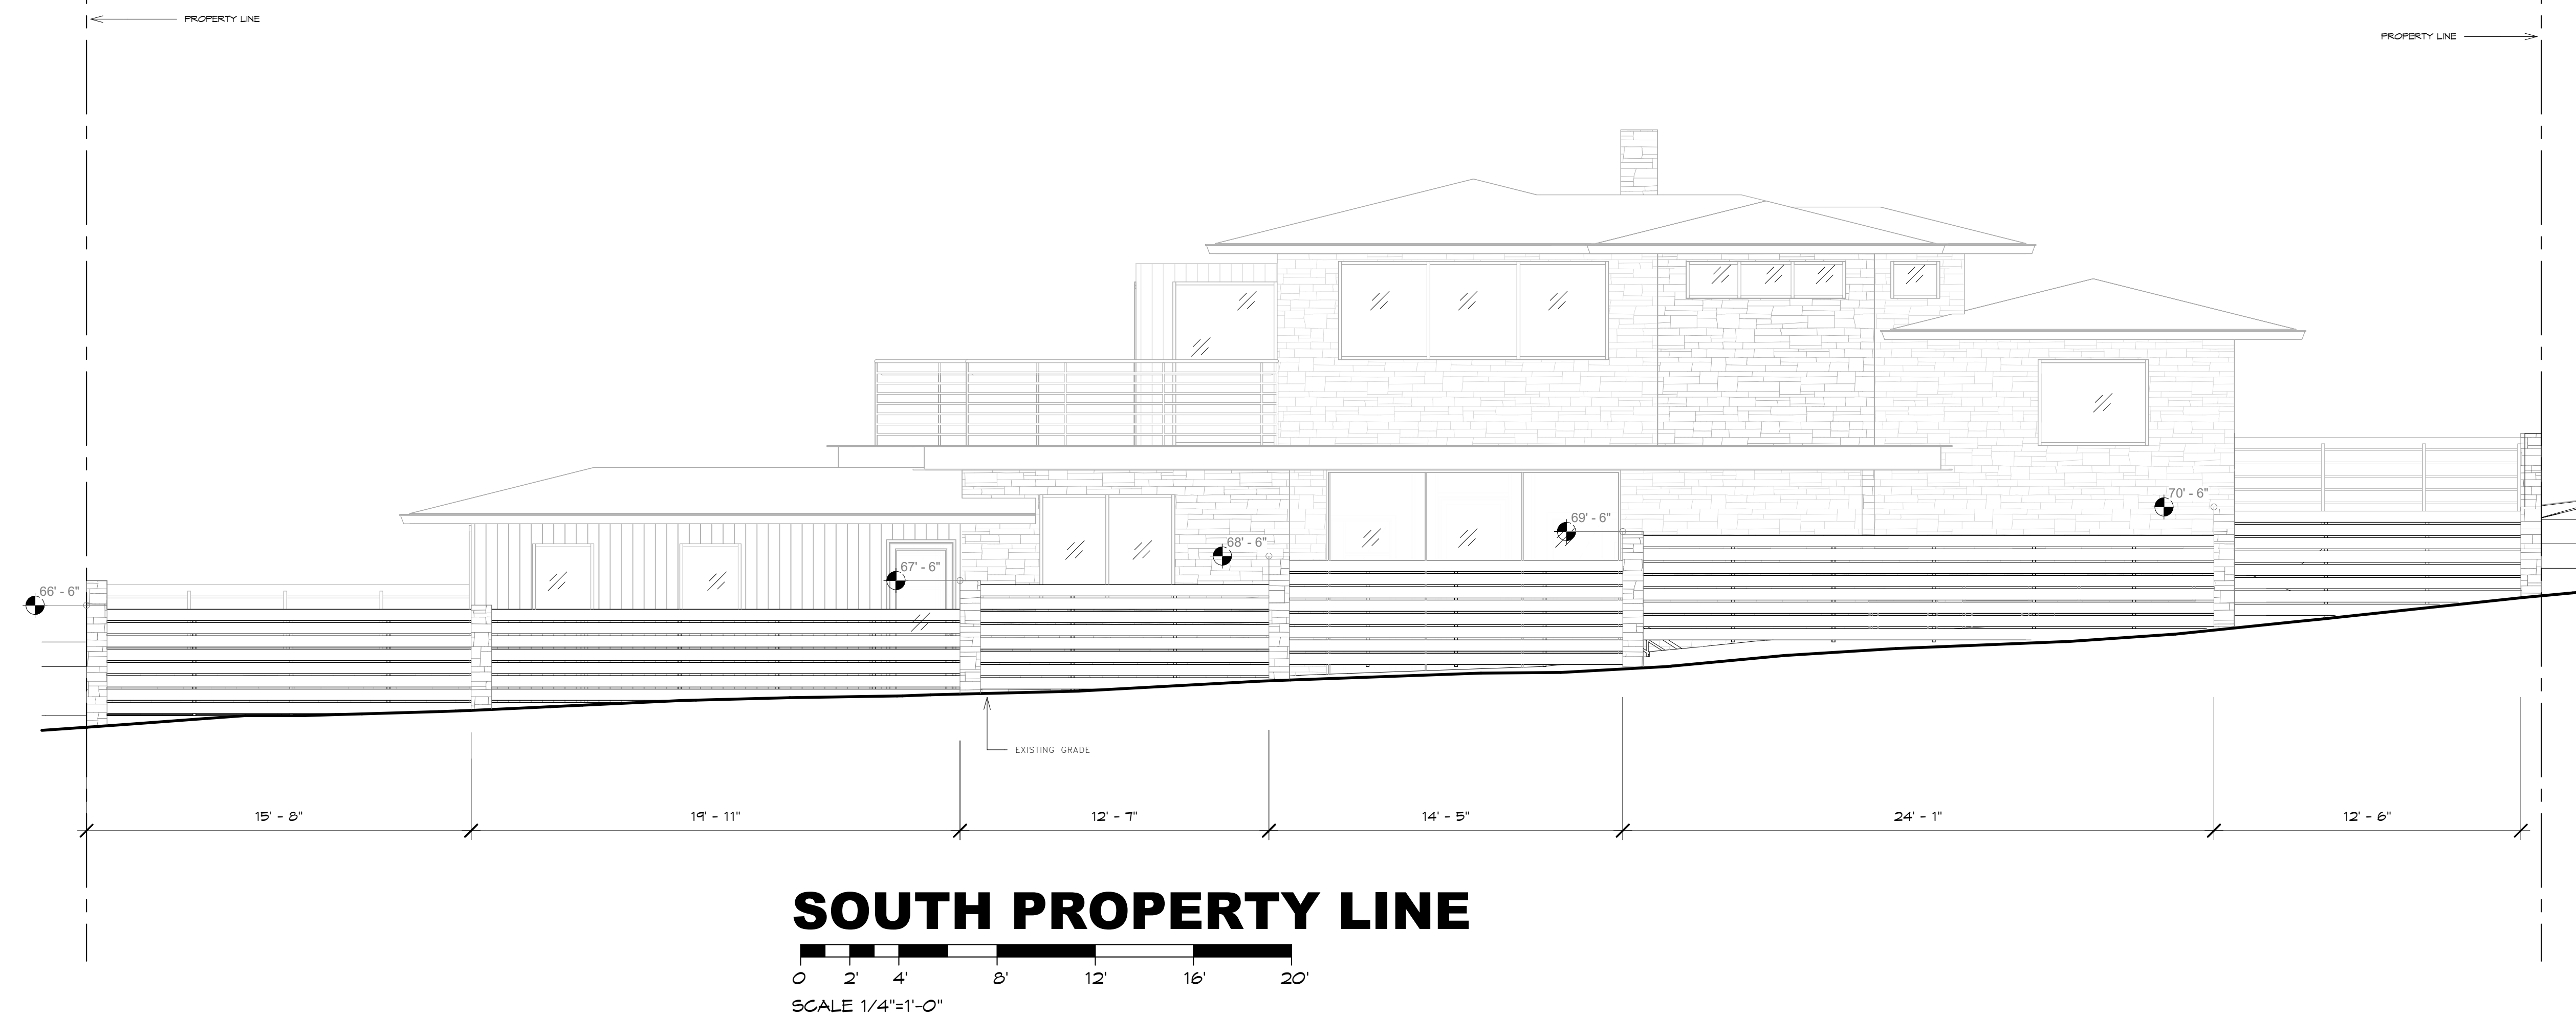 PROPERTY LINE
PROPERTY LINE
70' - 6"
69' - 6"
68' - 6"
67' - 6"
66' - 6"
EXISTING GRADE
15' - 8"
19' - 11"
12' - 7"
14' - 5"
24' - 1"
12' - 6"
SOUTH PROPERTY LINE
0 2' 4' 8' 12' 16' 20'
SCALE 1/4"=1'-0"